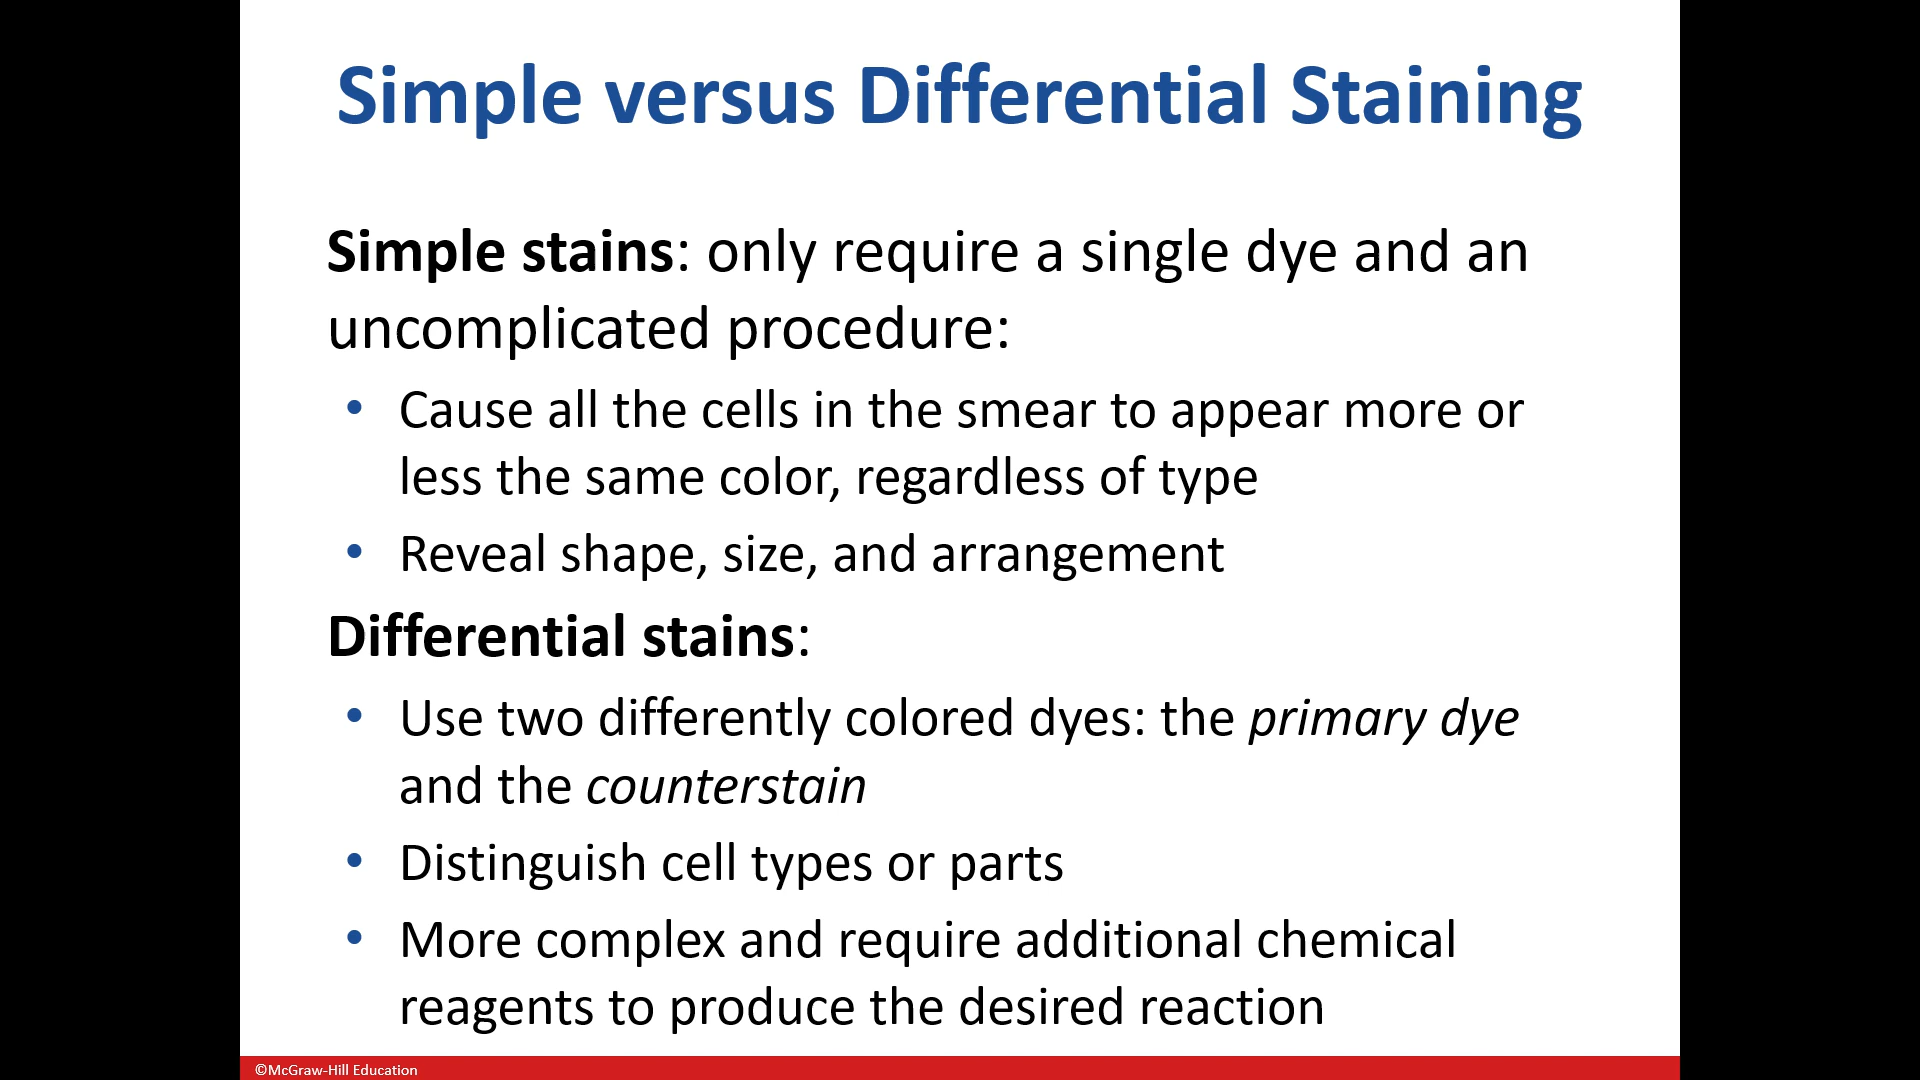 Simple versus Differential Staining
Simple stains: only require a single dye and an
uncomplicated procedure:
• Cause all the cells in the smear to appear more or
less the same color, regardless of type
• Reveal shape, size, and arrangement
Differential stains:
• Use two differently colored dyes: the primary dye
and the counterstain
• Distinguish cell types or parts
• More complex and require additional chemical
reagents to produce the desired reaction
©McGraw-Hill Education